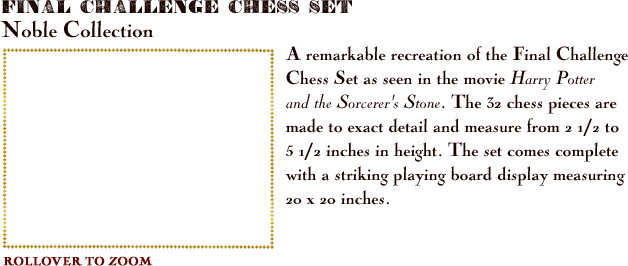 FINAL CHALLENGE CHESS SET
Noble Collection
A remarkable recreation of the Final Challenge
Chess Set as seen in the movie Harry Potter
and the Sorcerer's Stone. The 32 chess pieces are
made to exact detail and measure from 2 1/2 to
5 1/2 inches in height. The set comes complete
with a striking playing board display measuring
20 x 20 inches.
ROLLOVER TO ZOOM